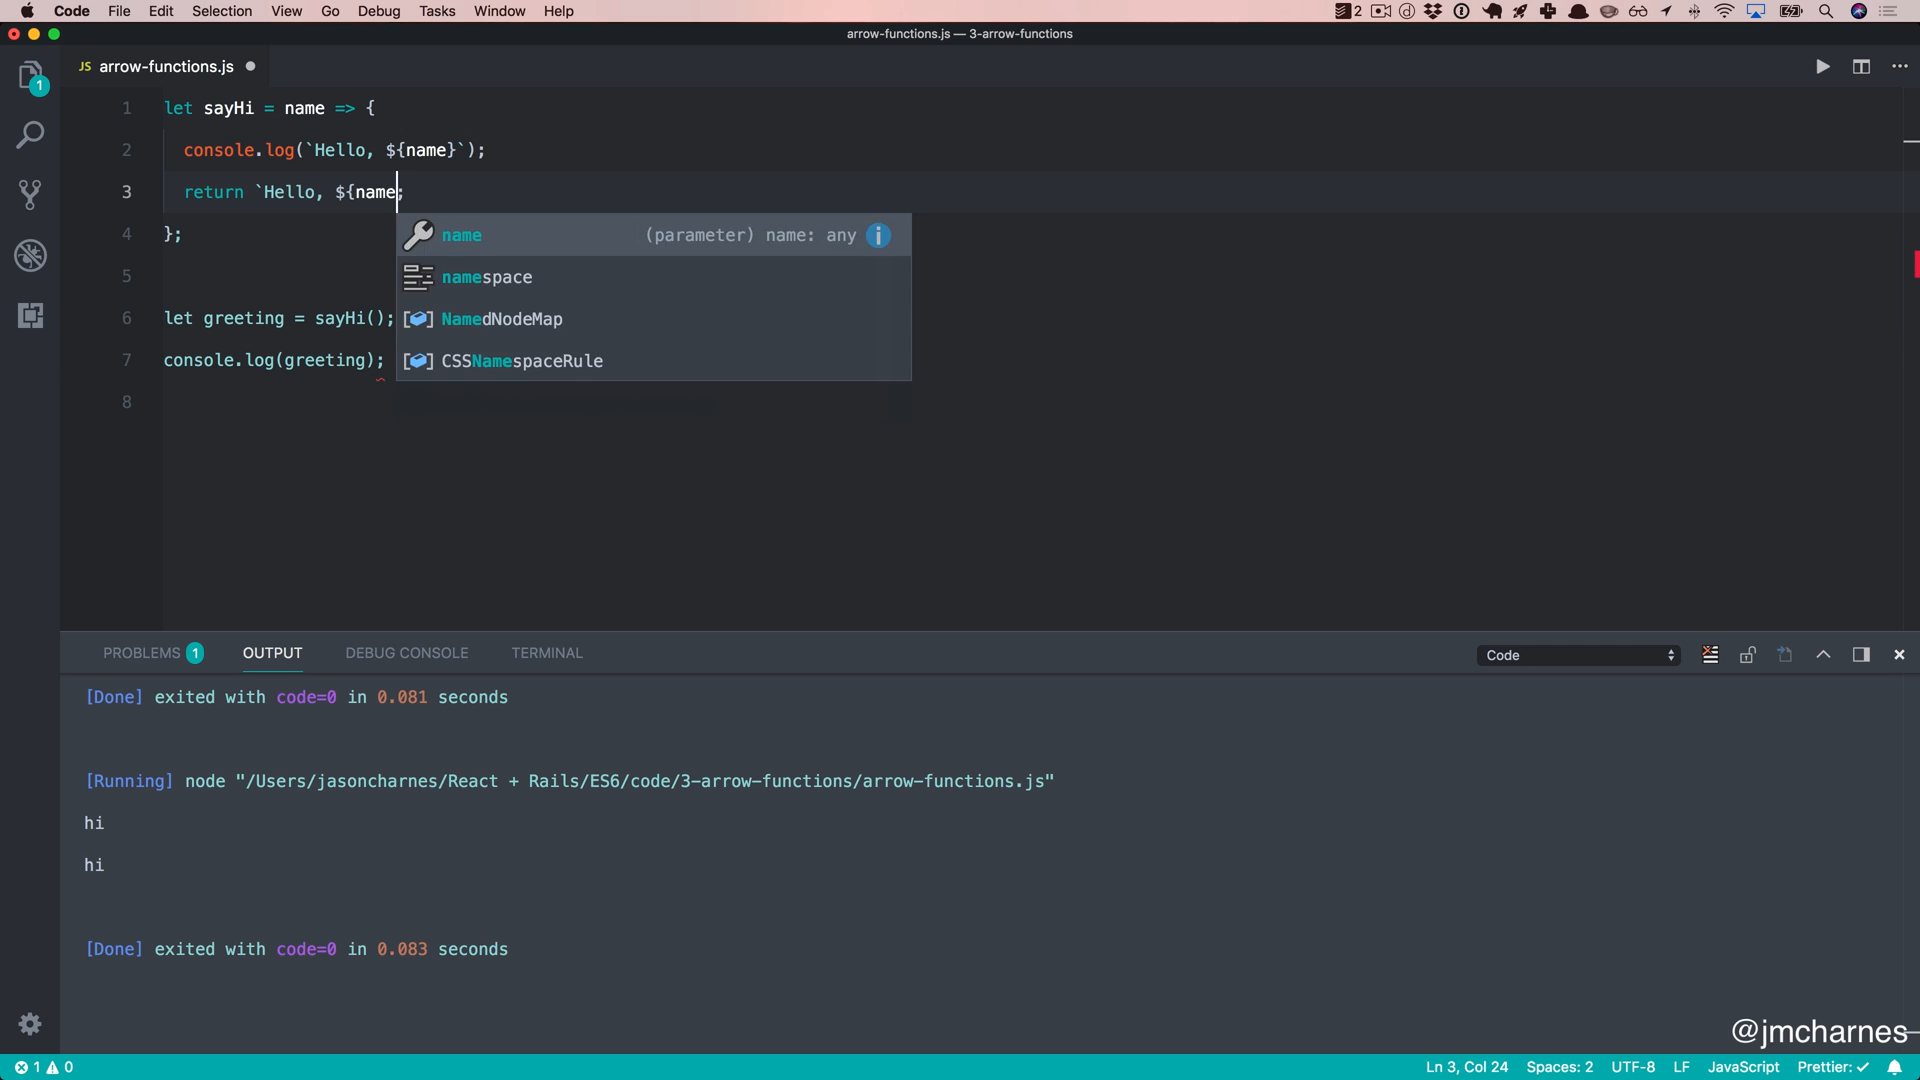 Code File Edit Selection View Go Debug Tasks Window Help 2
arrow-functions.js — 3-arrow-functions
JS arrow-functions.js
1
1 let sayHi = name => {
2 console.log(`Hello, ${name}`);
3 return `Hello, ${name;
4 };
name (parameter) name: any
5
namespace
6 let greeting = sayHi();
NamedNodeMap
7 console.log(greeting);
CSSNamespaceRule
8
PROBLEMS 1 OUTPUT DEBUG CONSOLE TERMINAL Code
[Done] exited with code=0 in 0.081 seconds
[Running] node "/Users/jasoncharnes/React + Rails/ES6/code/3-arrow-functions/arrow-functions.js"
hi
hi
[Done] exited with code=0 in 0.083 seconds
@jmcharnes
1 0 Ln 3, Col 24 Spaces: 2 UTF-8 LF JavaScript Prettier: ✓